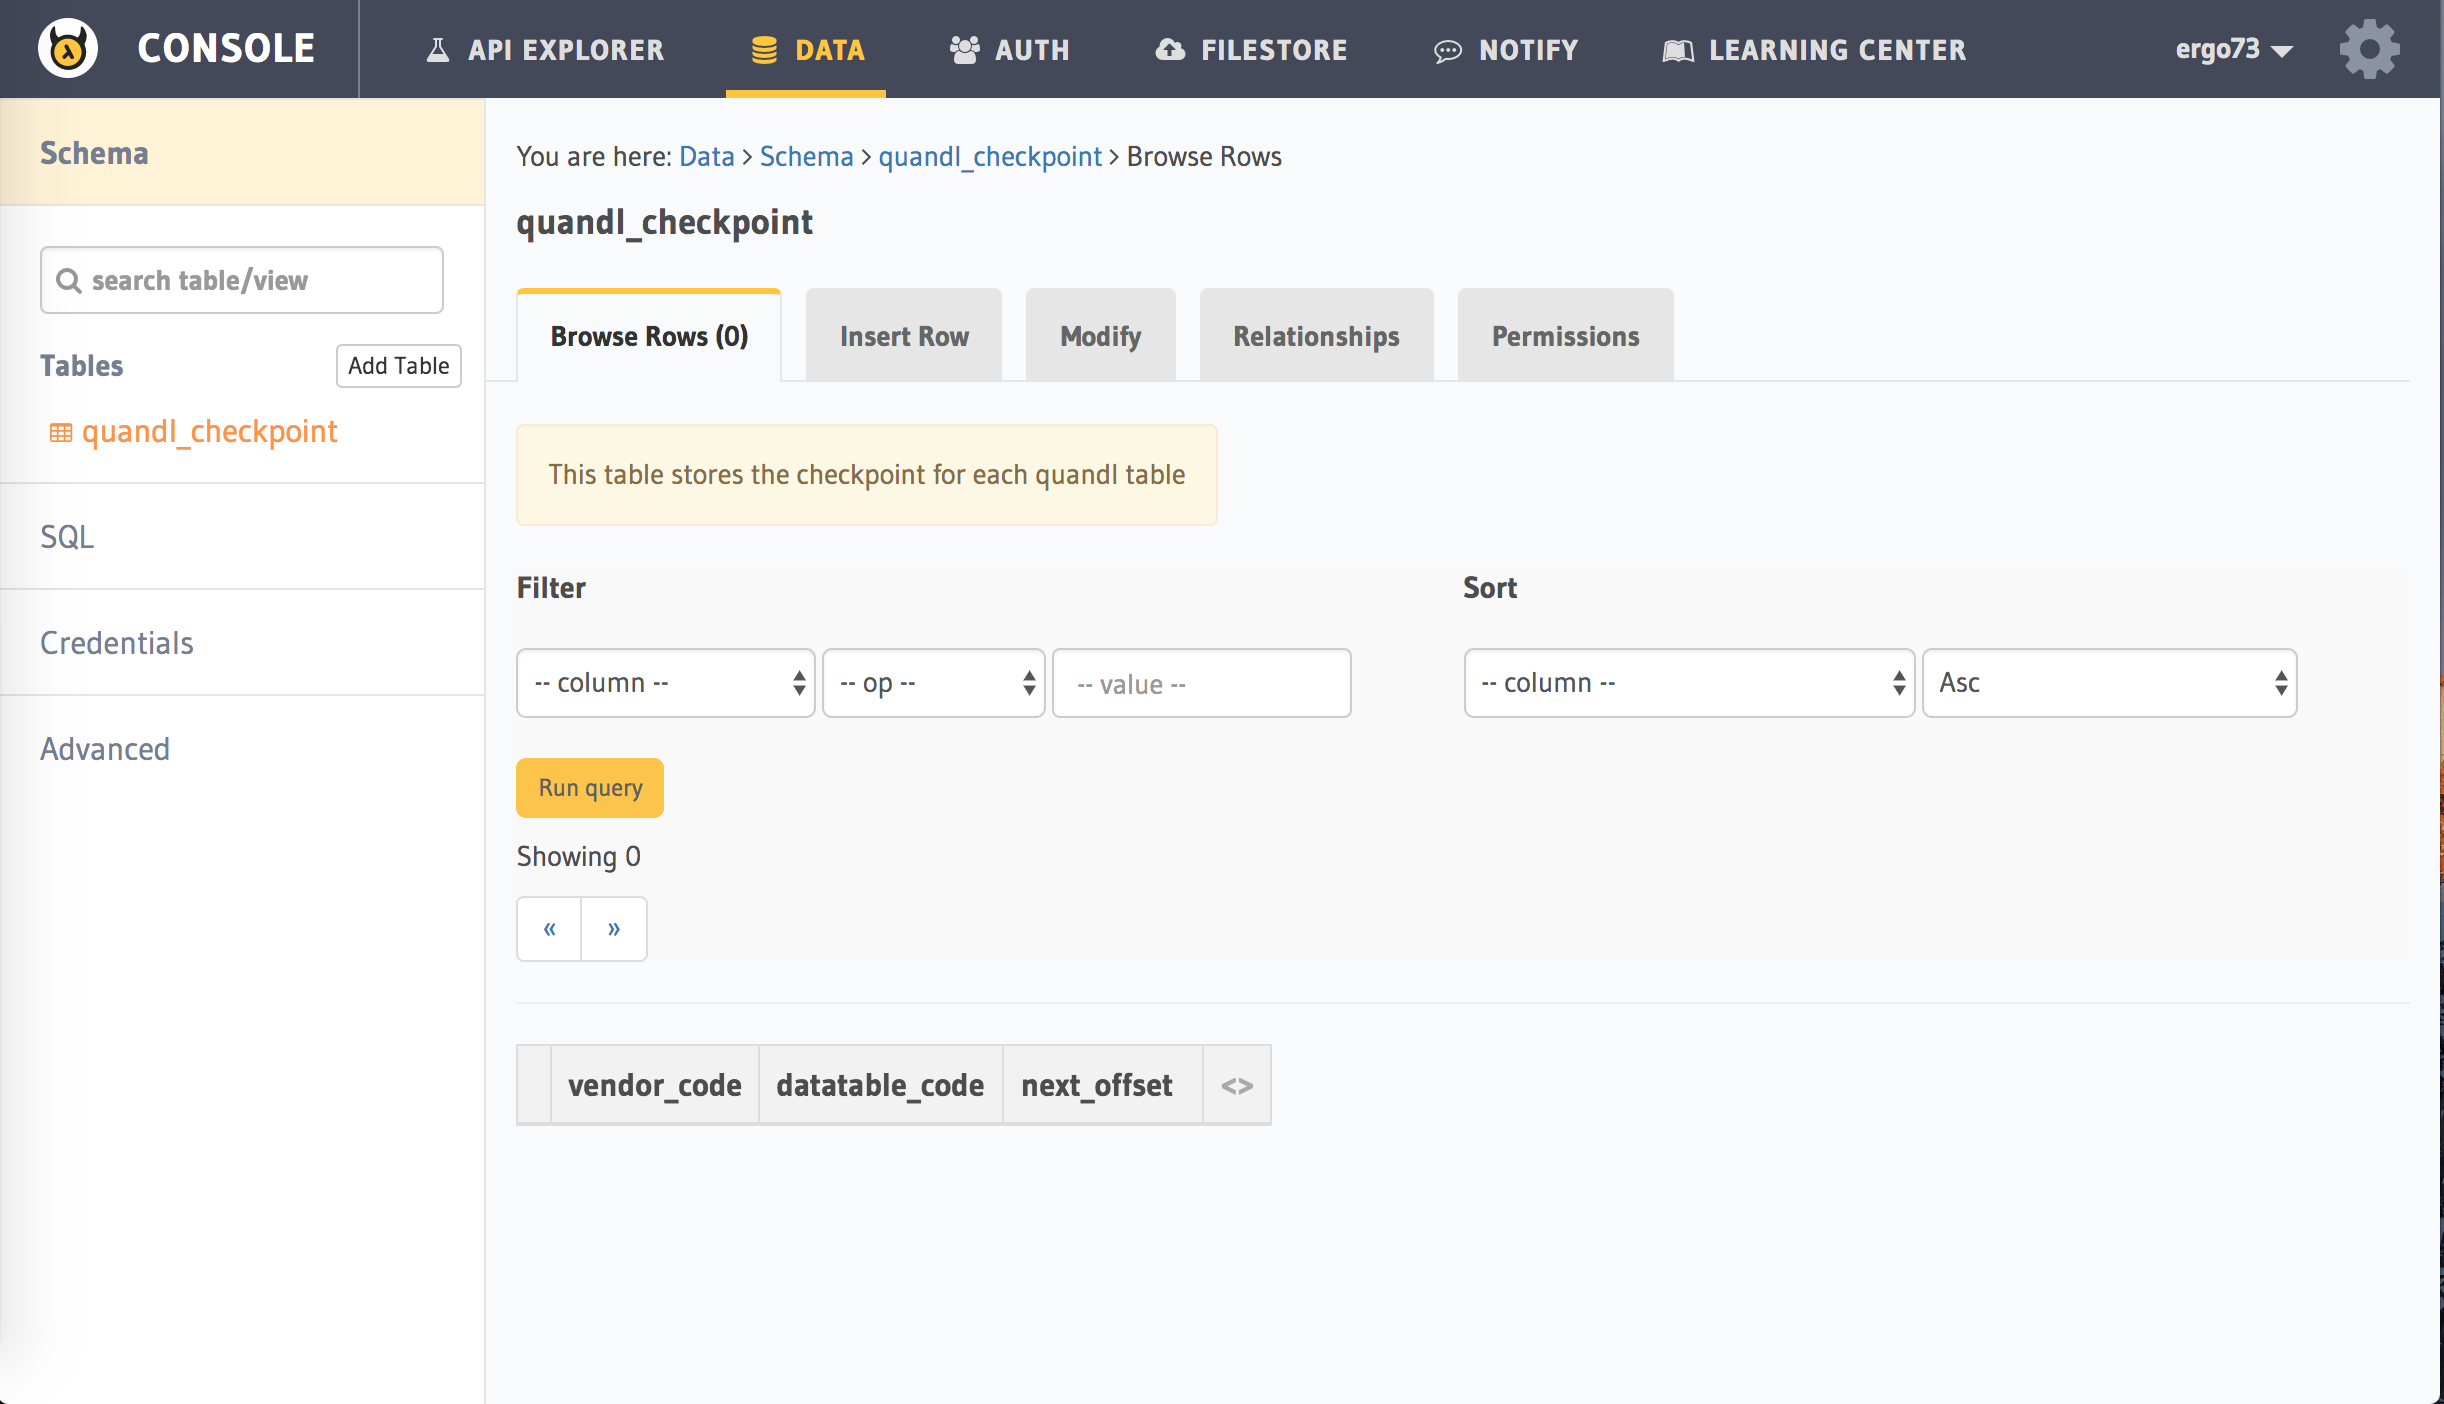 CONSOLE
API EXPLORER
DATA
AUTH
FILESTORE
NOTIFY
LEARNING CENTER
ergo73
Schema
search table/view
Tables
Add Table
quandl_checkpoint
SQL
Credentials
Advanced
You are here: Data > Schema > quandl_checkpoint > Browse Rows
quandl_checkpoint
Browse Rows (0)
Insert Row
Modify
Relationships
Permissions
This table stores the checkpoint for each quandl table
Filter
Sort
-- column --
-- op --
-- value --
-- column --
Asc
Run query
Showing 0
«
»
vendor_code
datatable_code
next_offset
<>